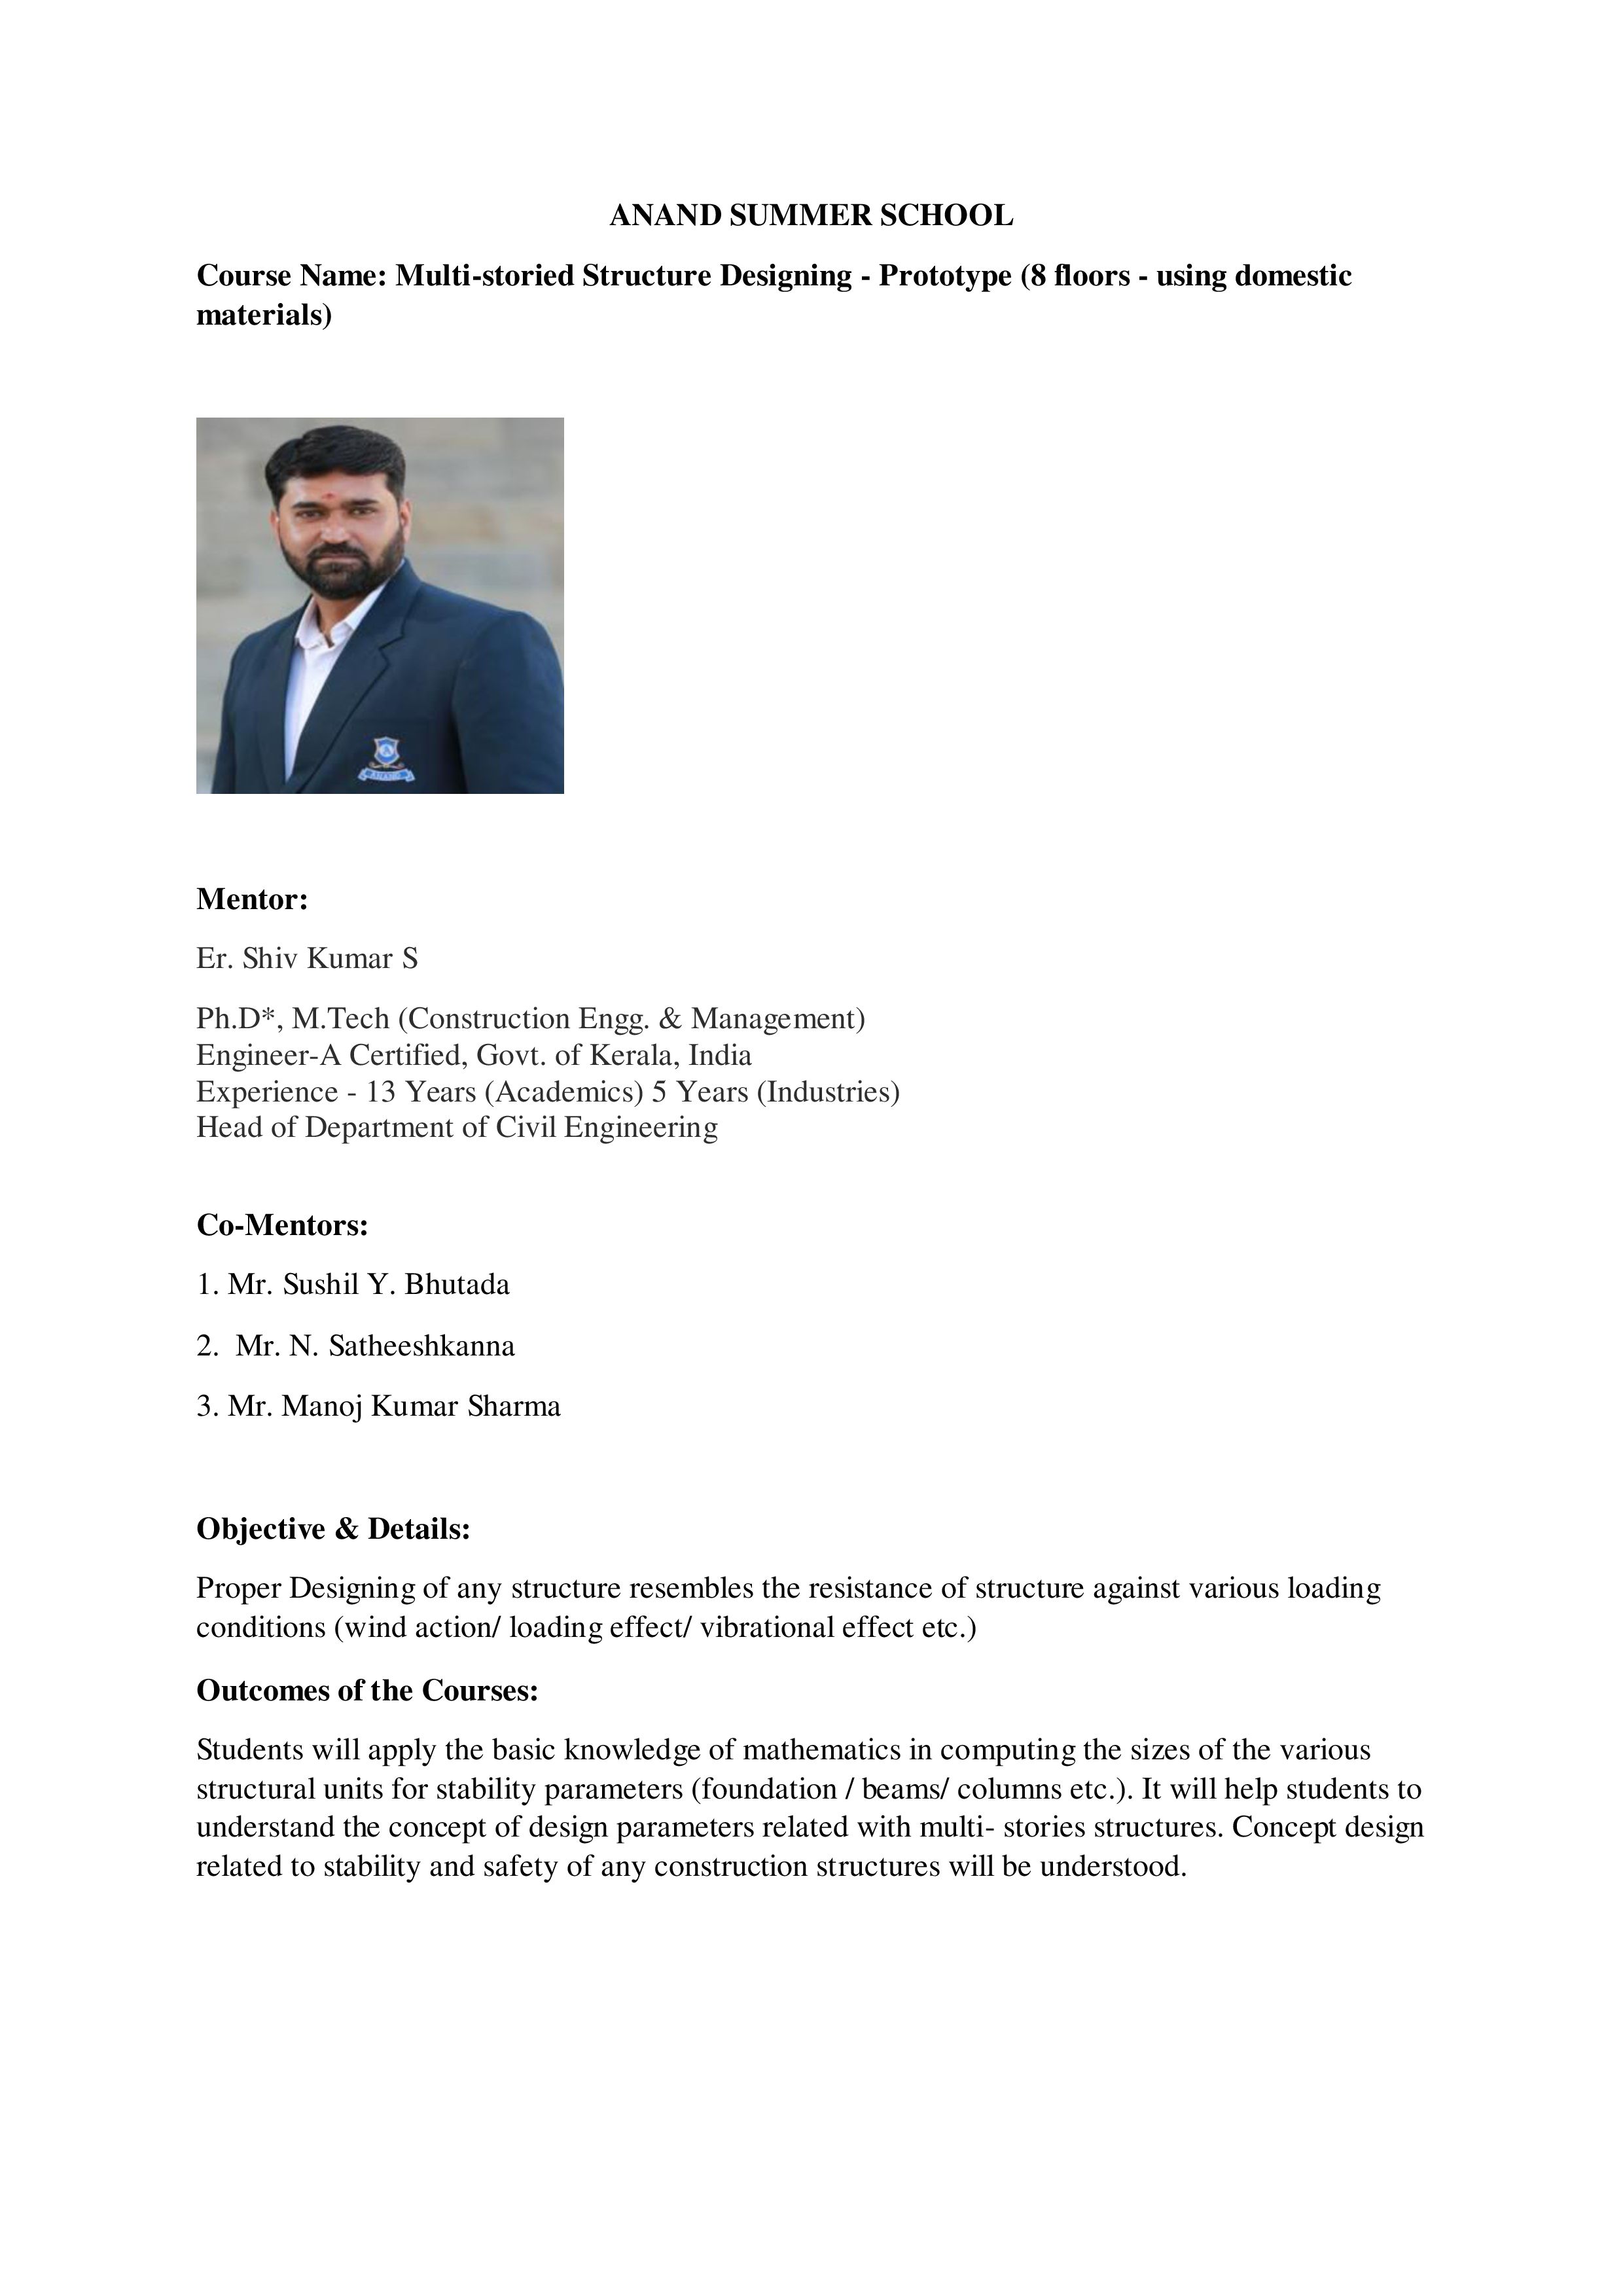 ANAND SUMMER SCHOOL
Course Name: Multi-storied Structure Designing - Prototype (8 floors - using domestic
materials)
Mentor:
Er. Shiv Kumar S
Ph.D*, M.Tech (Construction Engg. & Management)
Engineer-A Certified, Govt. of Kerala, India
Experience - 13 Years (Academics) 5 Years (Industries)
Head of Department of Civil Engineering
Co-Mentors:
1. Mr. Sushil Y. Bhutada
2.  Mr. N. Satheeshkanna
3. Mr. Manoj Kumar Sharma
Objective & Details:
Proper Designing of any structure resembles the resistance of structure against various loading
conditions (wind action/ loading effect/ vibrational effect etc.)
Outcomes of the Courses:
Students will apply the basic knowledge of mathematics in computing the sizes of the various
structural units for stability parameters (foundation / beams/ columns etc.). It will help students to
understand the concept of design parameters related with multi- stories structures. Concept design
related to stability and safety of any construction structures will be understood.